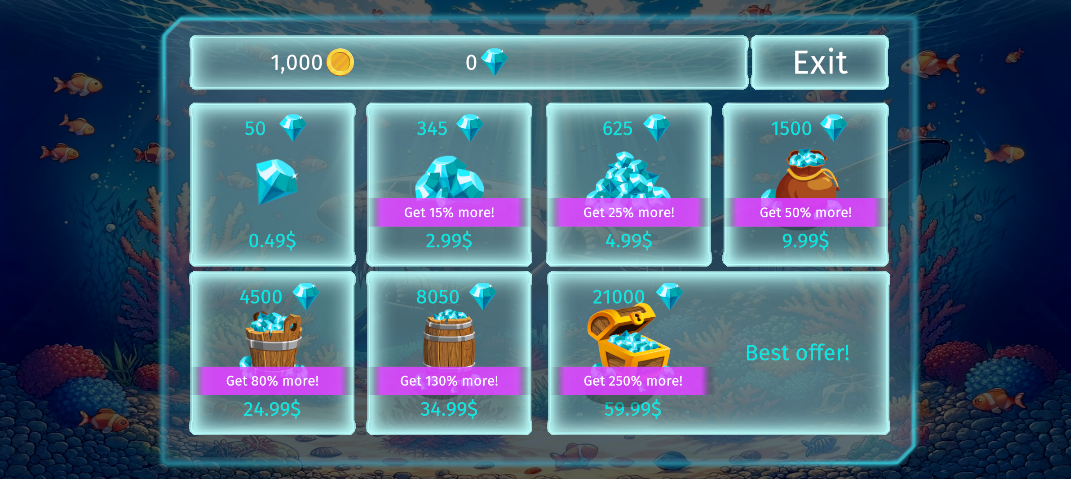 1,000
0
Exit
50
345
625
1500
Get 15% more!
Get 25% more!
Get 50% more!
0.49$
2.99$
4.99$
9.99$
4500
8050
21000
Best offer!
Get 80% more!
Get 130% more!
Get 250% more!
24.99$
34.99$
59.99$